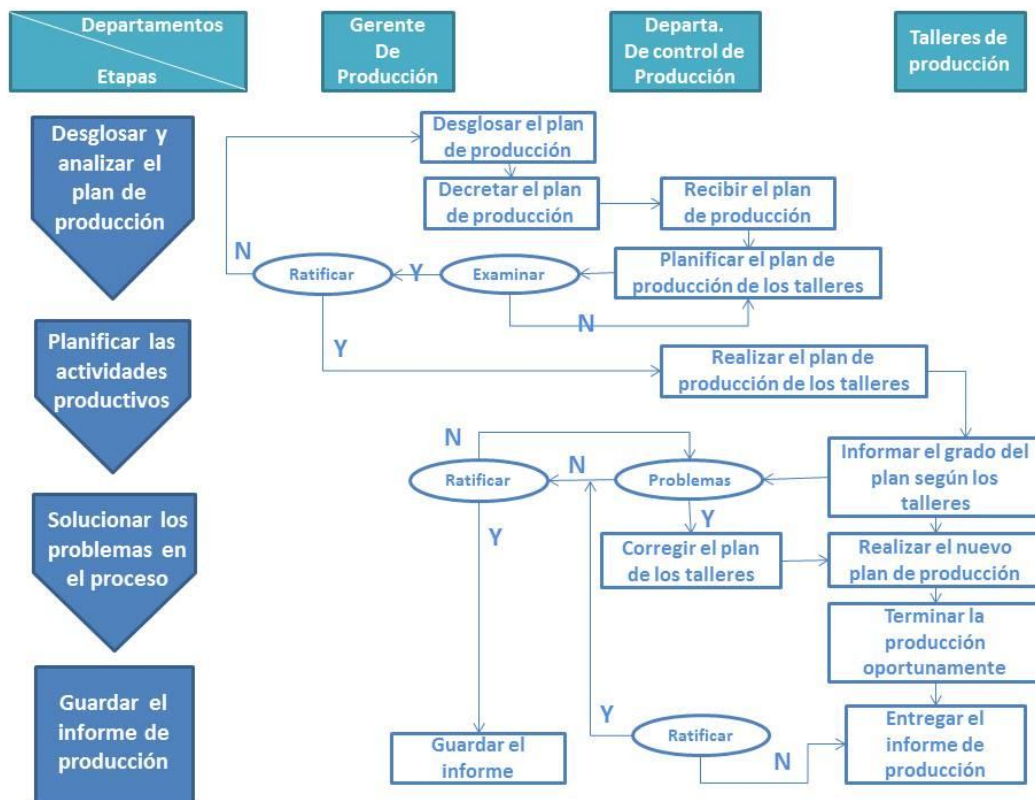 Departamentos
Etapas
Gerente
De
Producción
Departa.
De control de
Producción
Talleres de
producción
Desglosar y
analizar el
plan de
producción
Desglosar el plan
de producción
Decretar el plan
de producción
Recibir el plan
de producción
N
Ratificar
Y
Examinar
Planificar el plan de
producción de los talleres
N
Planificar las
actividades
productivos
Y
Realizar el plan de
producción de los talleres
N
Ratificar
N
Problemas
Informar el grado del
plan según los
talleres
Solucionar los
problemas en
el proceso
Y
Y
Corregir el plan
de los talleres
Realizar el nuevo
plan de producción
Terminar la
producción
oportunamente
Guardar el
informe de
producción
Guardar el
informe
Y
Ratificar
N
Entregar el
informe de
producción